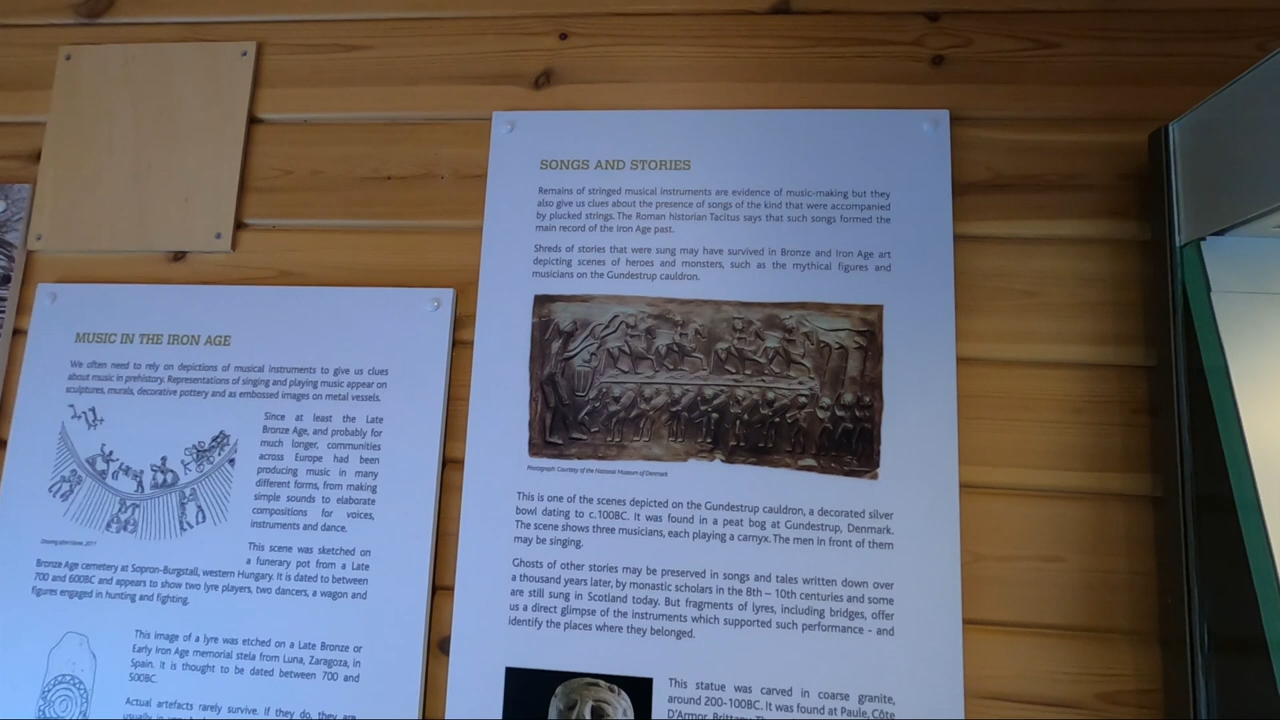 SONGS AND STORIES
Remains of stringed musical instruments are evidence of music-making but they
also give us clues about the presence of songs of the kind that were accompanied
by plucked strings. The Roman historian Tacitus says that such songs formed the
main record of the Iron Age past.
Shreds of stories that were sung may have survived in Bronze and Iron Age art
depicting scenes of heroes and monsters, such as the mythical figures and
musicians on the Gundestrup cauldron.
Photograph: Courtesy of the National Museum of Denmark
This is one of the scenes depicted on the Gundestrup cauldron, a decorated silver
bowl dating to c.100BC. It was found in a peat bog at Gundestrup, Denmark.
The scene shows three musicians, each playing a carnyx. The men in front of them
may be singing.
Ghosts of other stories may be preserved in songs and tales written down over
a thousand years later, by monastic scholars in the 8th – 10th centuries and some
are still sung in Scotland today. But fragments of lyres, including bridges, offer
us a direct glimpse of the instruments which supported such performance - and
identify the places where they belonged.
This statue was carved in coarse granite,
around 200-100BC. It was found at Paule, Côte
D'Armor, Brittany.
MUSIC IN THE IRON AGE
We often need to rely on depictions of musical instruments to give us clues
about music in prehistory. Representations of singing and playing music appear on
sculptures, murals, decorative pottery and as embossed images on metal vessels.
Since at least the Late
Bronze Age, and probably for
much longer, communities
across Europe had been
producing music in many
different forms, from making
simple sounds to elaborate
compositions for voices,
instruments and dance.
This scene was sketched on
a funerary pot from a Late
Bronze Age cemetery at Sopron-Burgstall, western Hungary. It is dated to between
700 and 600BC and appears to show two lyre players, two dancers, a wagon and
figures engaged in hunting and fighting.
This image of a lyre was etched on a Late Bronze or
Early Iron Age memorial stela from Luna, Zaragoza, in
Spain. It is thought to be dated between 700 and
500BC.
Actual artefacts rarely survive. If they do, they are
usually in